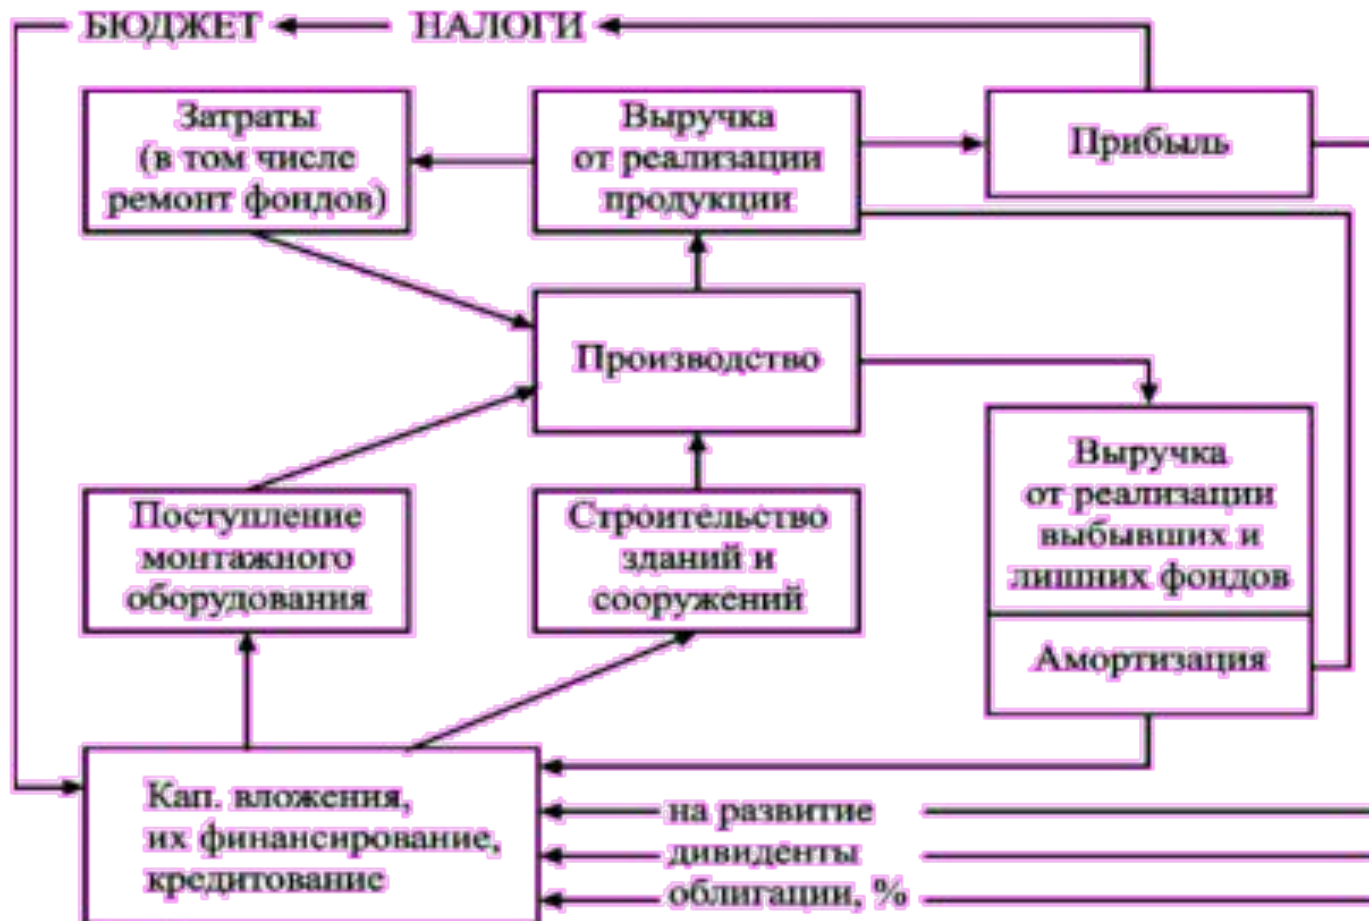 БЮДЖЕТ НАЛОГИ
Затраты
(в том числе
ремонт фондов)
Выручка
от реализации
продукции
Прибыль
Производство
Поступление
монтажного
оборудования
Строительство
зданий и
сооружений
Выручка
от реализации
выбывших и
лишних фондов
Амортизация
Кап. вложения,
их финансирование,
кредитование
на развитие
дивиденты
облигации, %